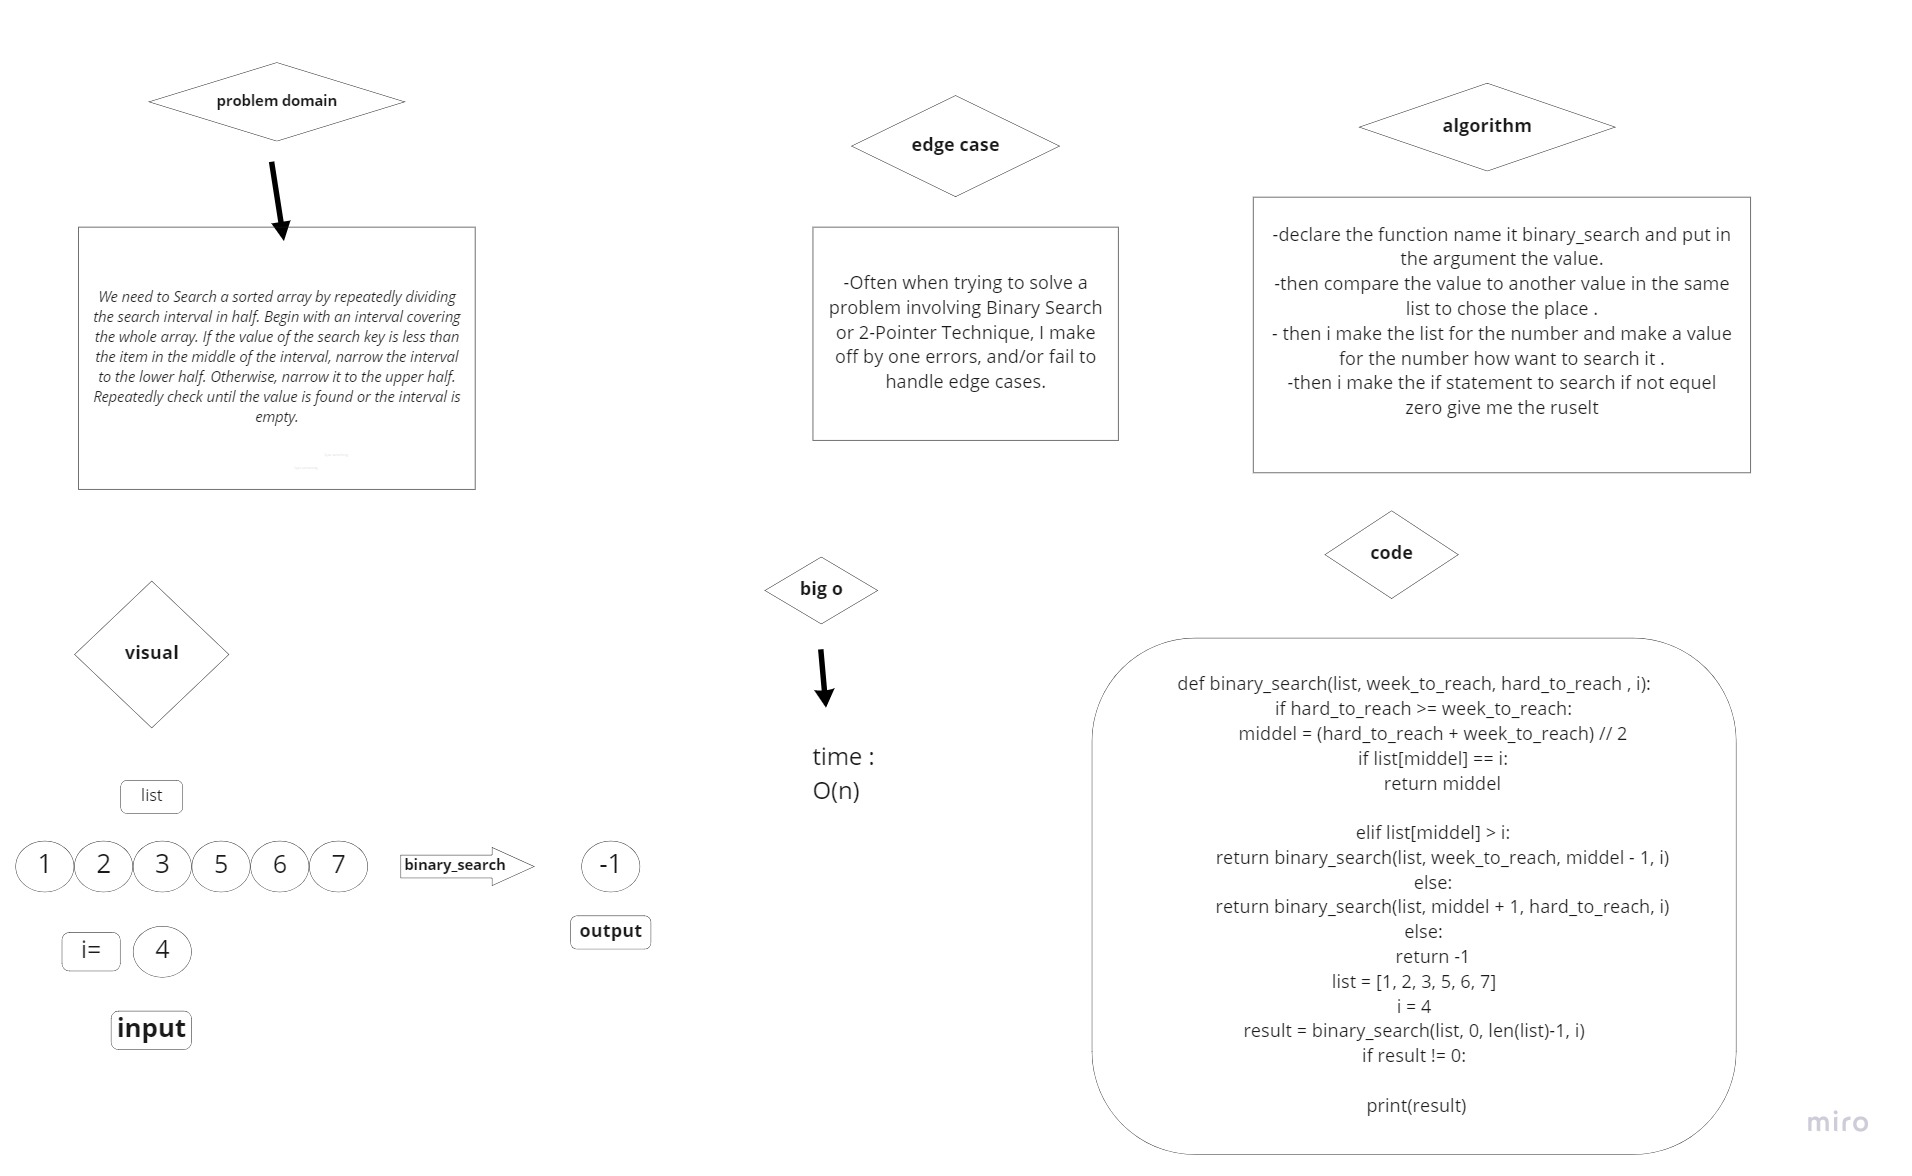 problem domain
We need to Search a sorted array by repeatedly dividing
the search interval in half. Begin with an interval covering
the whole array. If the value of the search key is less than
the item in the middle of the interval, narrow the interval
to the lower half. Otherwise, narrow it to the upper half.
Repeatedly check until the value is found or the interval is
empty.
edge case
-Often when trying to solve a
problem involving Binary Search
or 2-Pointer Technique, I make
off by one errors, and/or fail to
handle edge cases.
algorithm
-declare the function name it binary_search and put in
the argument the value.
-then compare the value to another value in the same
list to chose the place .
- then i make the list for the number and make a value
for the number how want to search it .
-then i make the if statement to search if not equel
zero give me the ruselt
visual
list
1 2 3 5 6 7
binary_search
-1
output
i=
4
input
big o
time :
O(n)
code
def binary_search(list, week_to_reach, hard_to_reach , i):
if hard_to_reach >= week_to_reach:
middel = (hard_to_reach + week_to_reach) // 2
if list[middel] == i:
return middel
elif list[middel] > i:
return binary_search(list, week_to_reach, middel - 1, i)
else:
return binary_search(list, middel + 1, hard_to_reach, i)
else:
return -1
list = [1, 2, 3, 5, 6, 7]
i = 4
result = binary_search(list, 0, len(list)-1, i)
if result != 0:
print(result)
miro